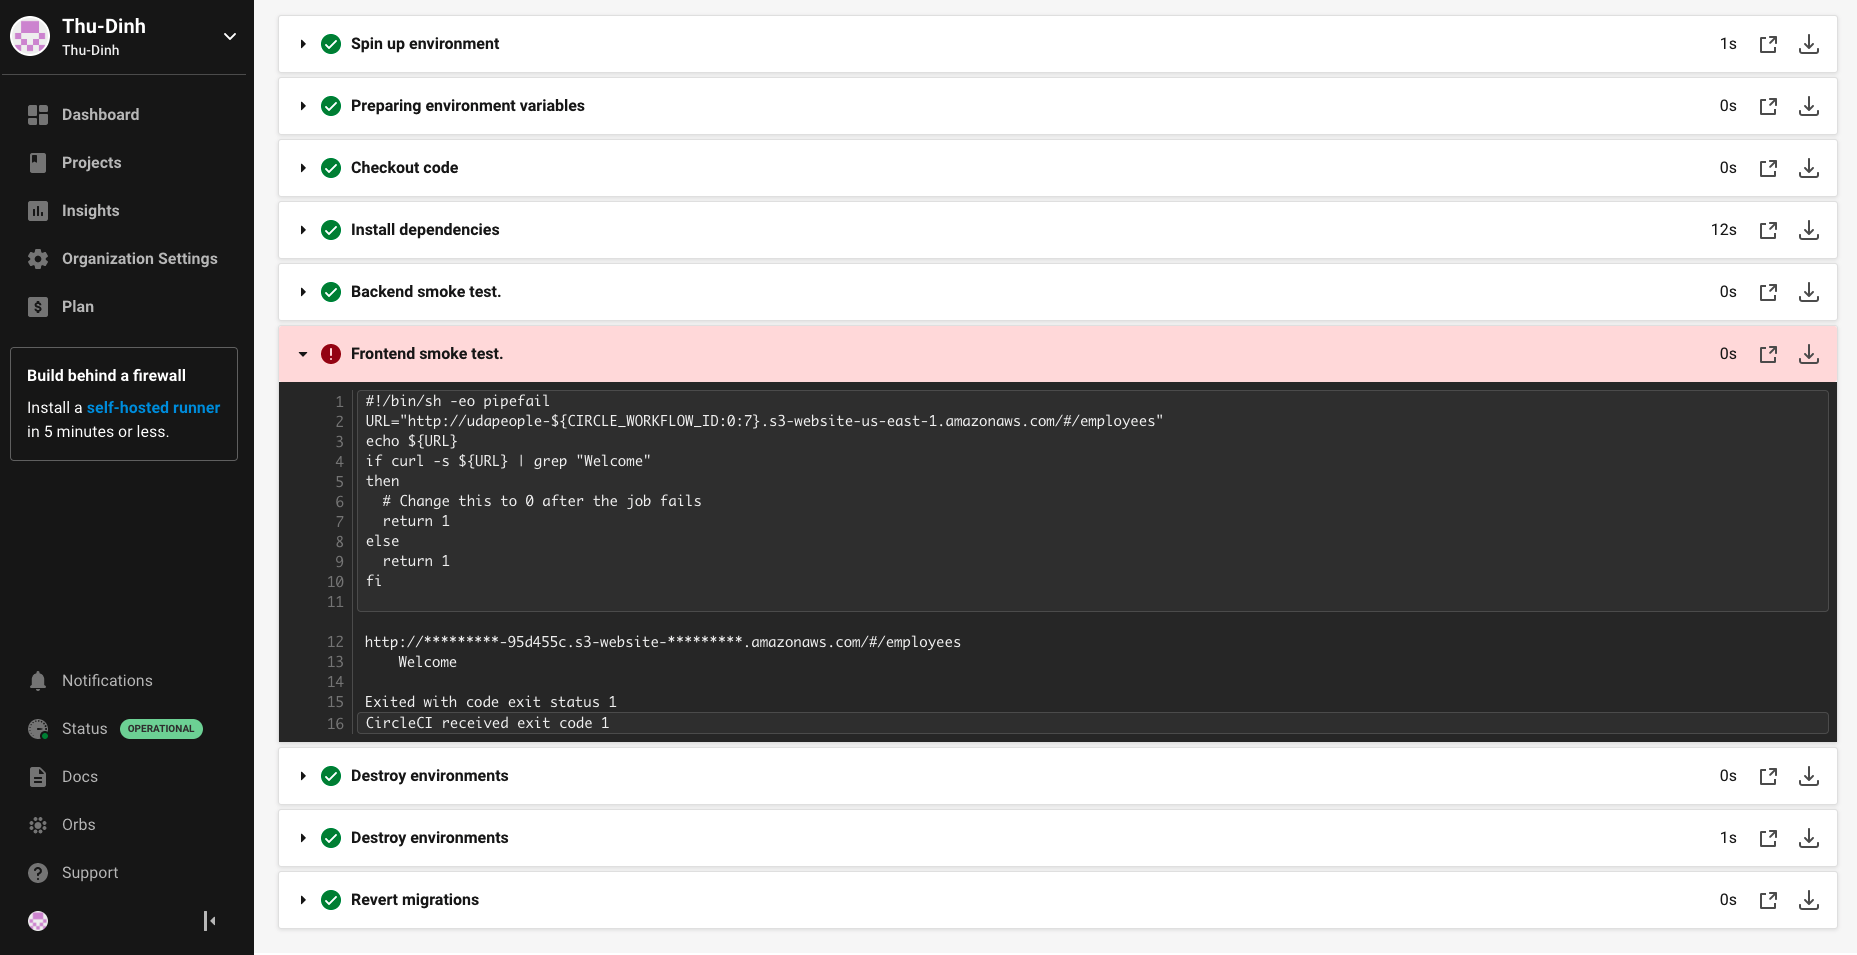 Thu-Dinh
Thu-Dinh
Dashboard
Projects
Insights
Organization Settings
Plan
Build behind a firewall
Install a self-hosted runner
in 5 minutes or less.
Notifications
Status OPERATIONAL
Docs
Orbs
Support
Spin up environment 1s
Preparing environment variables 0s
Checkout code 0s
Install dependencies 12s
Backend smoke test. 0s
Frontend smoke test. 0s
1 #!/bin/sh -eo pipefail
2 URL="http://udapeople-${CIRCLE_WORKFLOW_ID:0:7}.s3-website-us-east-1.amazonaws.com/#/employees"
3 echo ${URL}
4 if curl -s ${URL} | grep "Welcome"
5 then
6   # Change this to 0 after the job fails
7   return 1
8 else
9   return 1
10 fi
11
12 http://*********-95d455c.s3-website-*********.amazonaws.com/#/employees
13     Welcome
14
15 Exited with code exit status 1
16 CircleCI received exit code 1
Destroy environments 0s
Destroy environments 1s
Revert migrations 0s